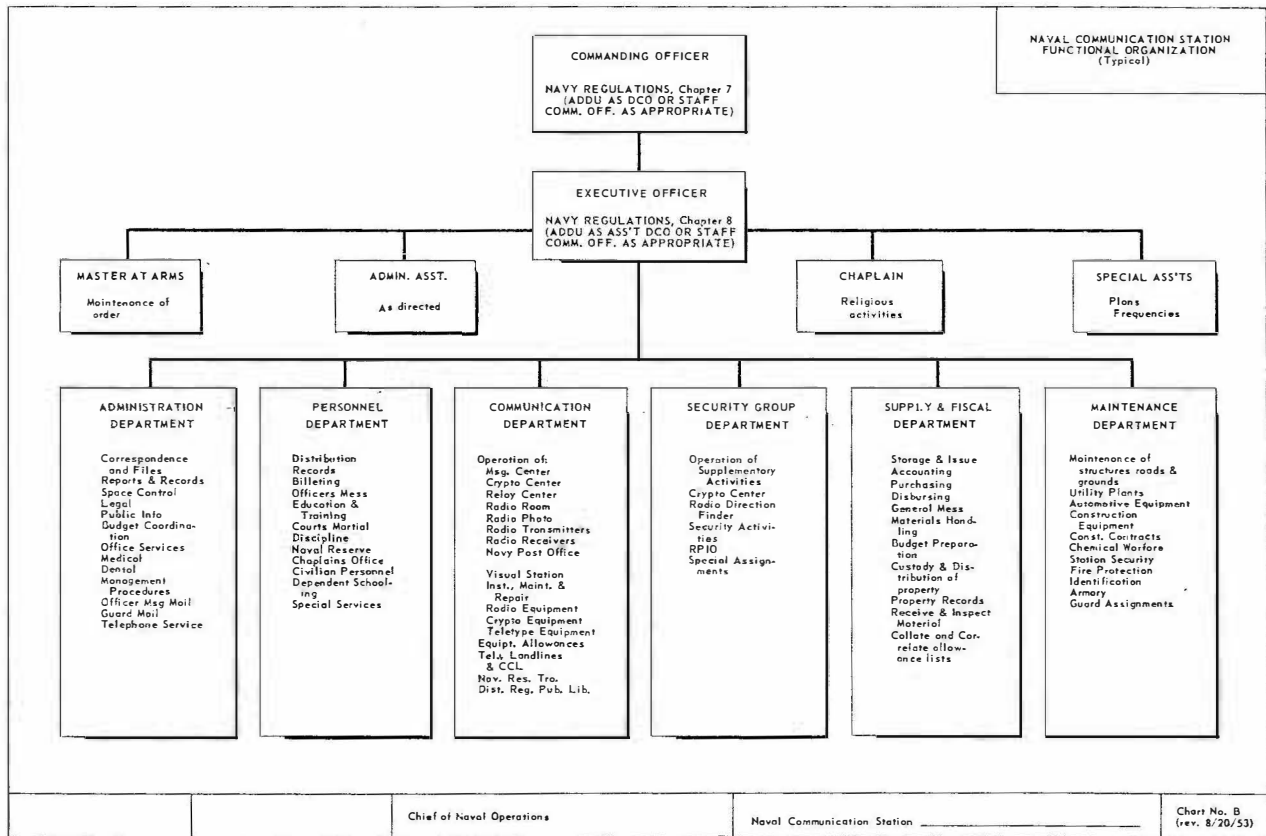 NAVAL COMMUNICATION STATION
FUNCTIONAL ORGANIZATION
(Typical)
COMMANDING OFFICER
NAVY REGULATIONS, Chapter 7
(ADDU AS DCO OR STAFF
COMM. OFF. AS APPROPRIATE)
EXECUTIVE OFFICER
NAVY REGULATIONS, Chapter 8
(ADDU AS ASS'T DCO OR STAFF
COMM. OFF. AS APPROPRIATE)
MASTER AT ARMS
Maintenance of
order
ADMIN. ASST.
As directed
CHAPLAIN
Religious
activities
SPECIAL ASS'TS
Plans
Frequencies
ADMINISTRATION
DEPARTMENT
Correspondence
and Files
Reports & Records
Space Control
Legal
Public Info
Budget Coordina-
tion
Office Services
Medical
Dental
Management
Procedures
Officer Msg Mail
Guard Mail
Telephone Service
PERSONNEL
DEPARTMENT
Distribution
Records
Billeting
Officers Mess
Education &
Training
Courts Martial
Discipline
Naval Reserve
Chaplains Office
Civilian Personnel
Dependent School-
ing
Special Services
COMMUNICATION
DEPARTMENT
Operation of:
Msg. Center
Crypto Center
Relay Center
Radio Room
Radio Photo
Radio Transmitters
Radio Receivers
Navy Post Office
Visual Station
Inst., Maint. &
Repair
Radio Equipment
Crypto Equipment
Teletype Equipment
Equipt. Allowances
Tel., Landlines
& CCL
Nav. Res. Tra.
Dist. Reg. Pub. Lib.
SECURITY GROUP
DEPARTMENT
Operation of
Supplementary
Activities
Crypto Center
Radio Direction
Finder
Security Activi-
ties
RPIO
Special Assign-
ments
SUPPLY & FISCAL
DEPARTMENT
Storage & Issue
Accounting
Purchasing
Disbursing
General Mess
Materials Hand-
ling
Budget Prepara-
tion
Custody & Dis-
tribution of
property
Property Records
Receive & Inspect
Material
Collate and Cor-
relate allow-
ance lists
MAINTENANCE
DEPARTMENT
Maintenance of
structures roads &
grounds
Utility Plants
Automotive Equipment
Construction
Equipment
Const. Contracts
Chemical Warfare
Station Security
Fire Protection
Identification
Armory
Guard Assignments
Chief of Naval Operations
Naval Communication Station
Chart No. B
(rev. 8/20/53)